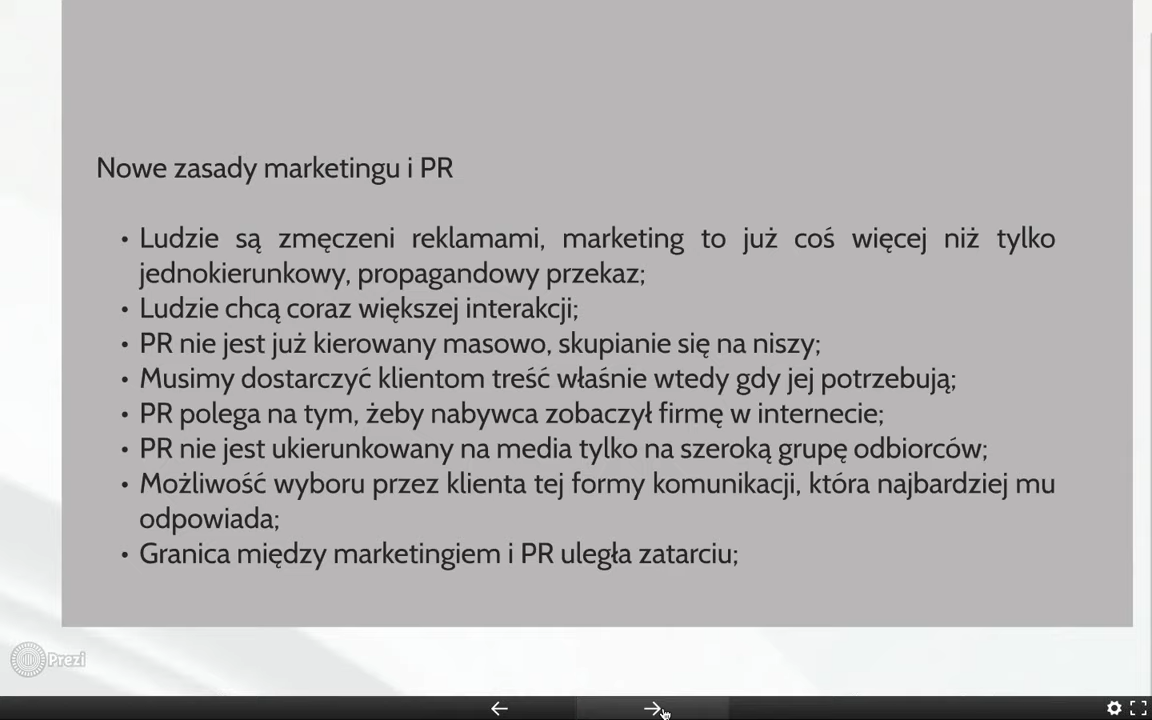 Nowe zasady marketingu i PR
• Ludzie są zmęczeni reklamami, marketing to już coś więcej niż tylko
jednokierunkowy, propagandowy przekaz;
• Ludzie chcą coraz większej interakcji;
• PR nie jest już kierowany masowo, skupianie się na niszy;
• Musimy dostarczyć klientom treść właśnie wtedy gdy jej potrzebują;
• PR polega na tym, żeby nabywca zobaczył firmę w internecie;
• PR nie jest ukierunkowany na media tylko na szeroką grupę odbiorców;
• Możliwość wyboru przez klienta tej formy komunikacji, która najbardziej mu
odpowiada;
• Granica między marketingiem i PR uległa zatarciu;
Prezi